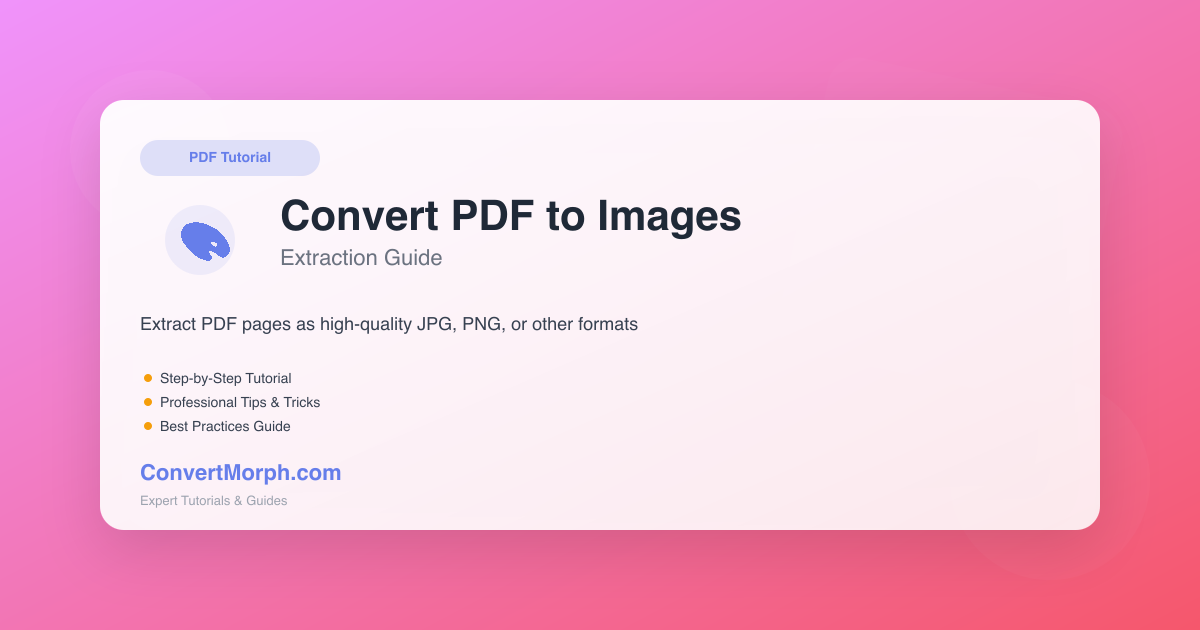 PDF Tutorial
Convert PDF to Images
Extraction Guide
Extract PDF pages as high-quality JPG, PNG, or other formats
Step-by-Step Tutorial
Professional Tips & Tricks
Best Practices Guide
ConvertMorph.com
Expert Tutorials & Guides